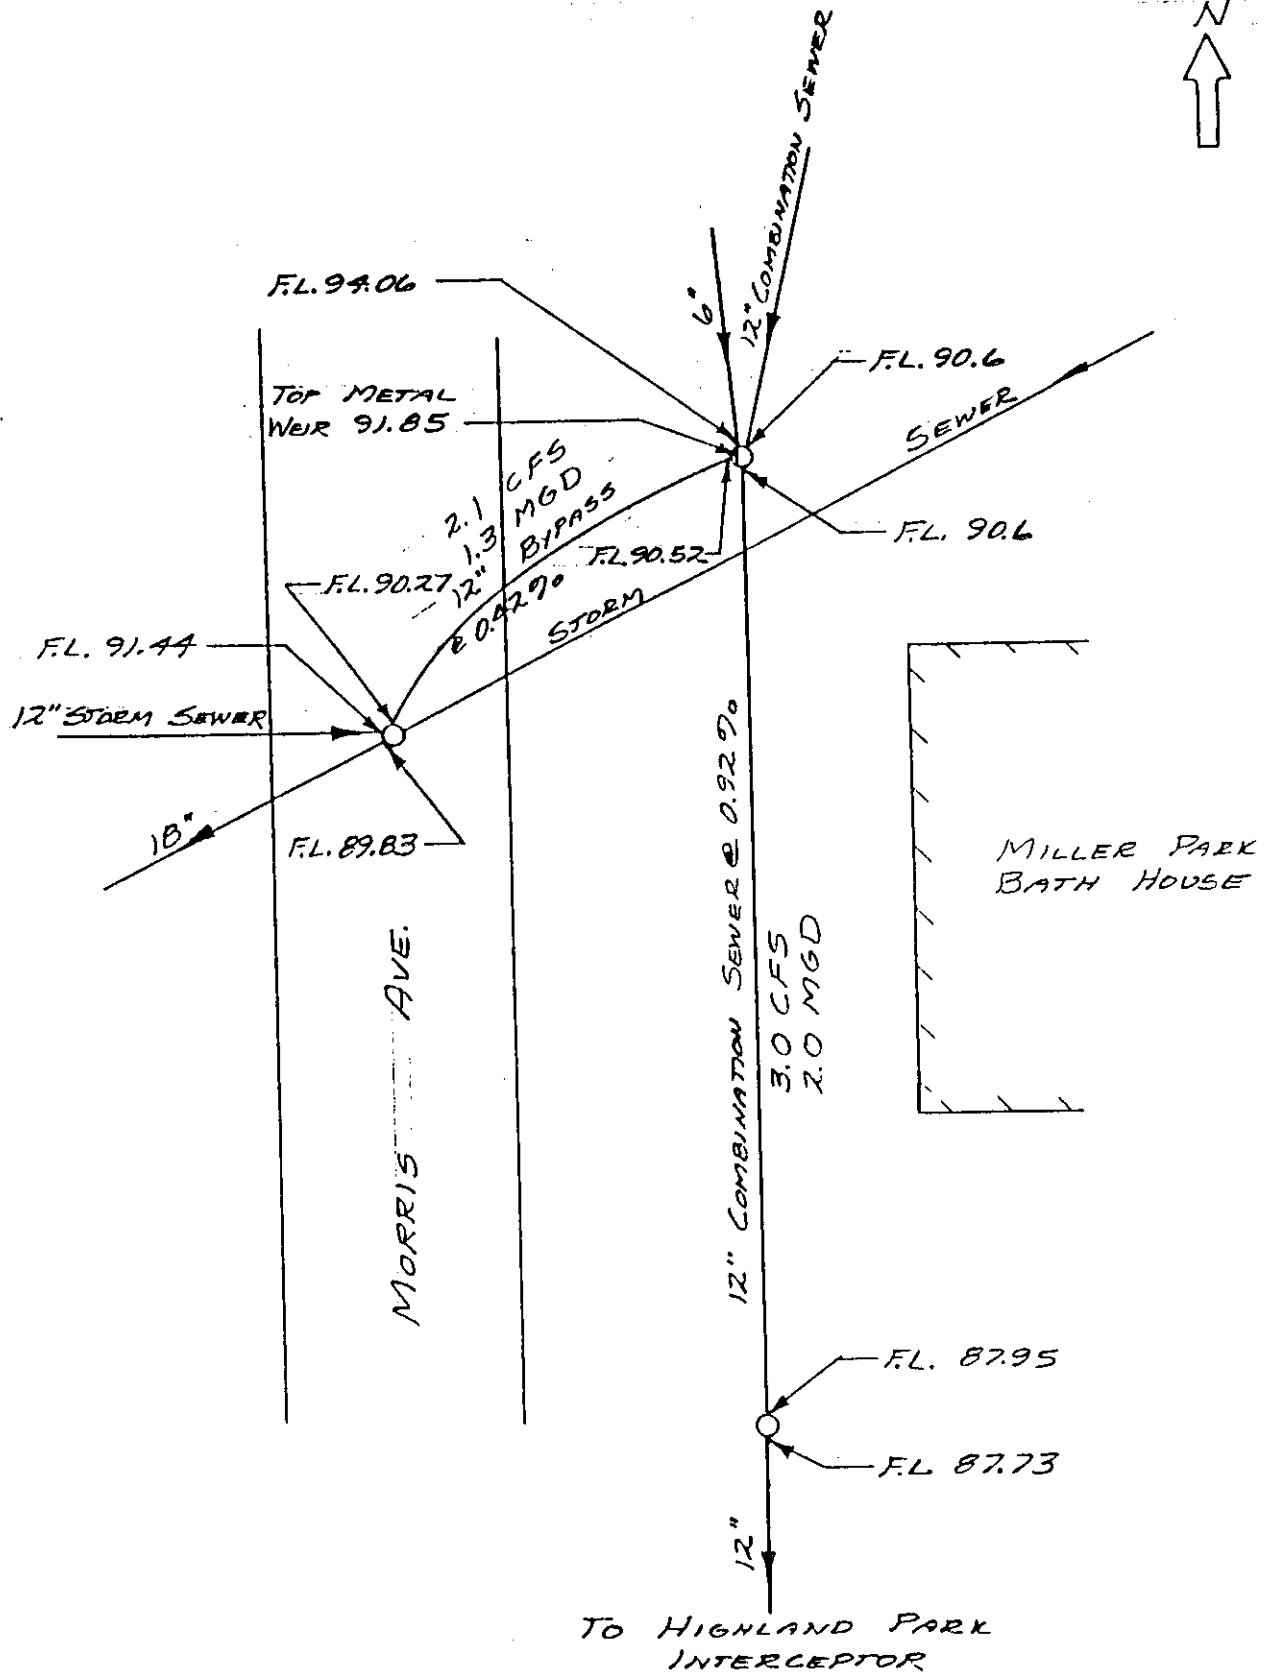 N
12" COMBINATION SEWER
6"
F.L. 94.06
F.L. 90.6
TOP METAL
WEIR 91.85
SEWER
2.1 CFS
1.3 MGD
12" BYPASS
@ 0.42%
F.L. 90.52
F.L. 90.6
F.L. 90.27
STORM
F.L. 91.44
12" STORM SEWER
18"
F.L. 89.83
MILLER PARK
BATH HOUSE
MORRIS AVE.
12" COMBINATION SEWER @ 0.92%
3.0 CFS
2.0 MGD
F.L. 87.95
F.L. 87.73
12"
TO HIGHLAND PARK
INTERCEPTOR